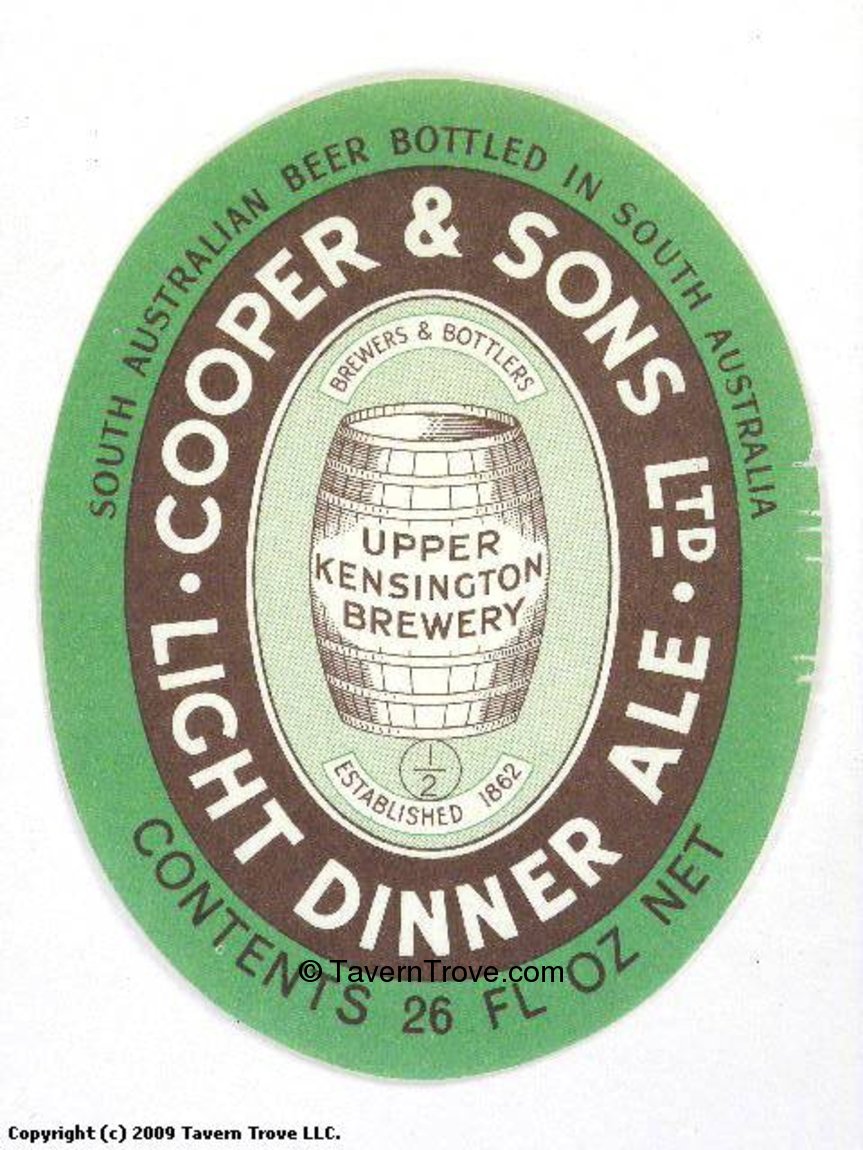 SOUTH AUSTRALIAN BEER BOTTLED IN SOUTH AUSTRALIA
COOPER & SONS LTD
BREWERS & BOTTLERS
UPPER
KENSINGTON
BREWERY
1/2
ESTABLISHED 1862
· LIGHT DINNER ALE ·
CONTENTS 26 FL OZ NET
© TavernTrove.com
Copyright (c) 2009 Tavern Trove LLC.